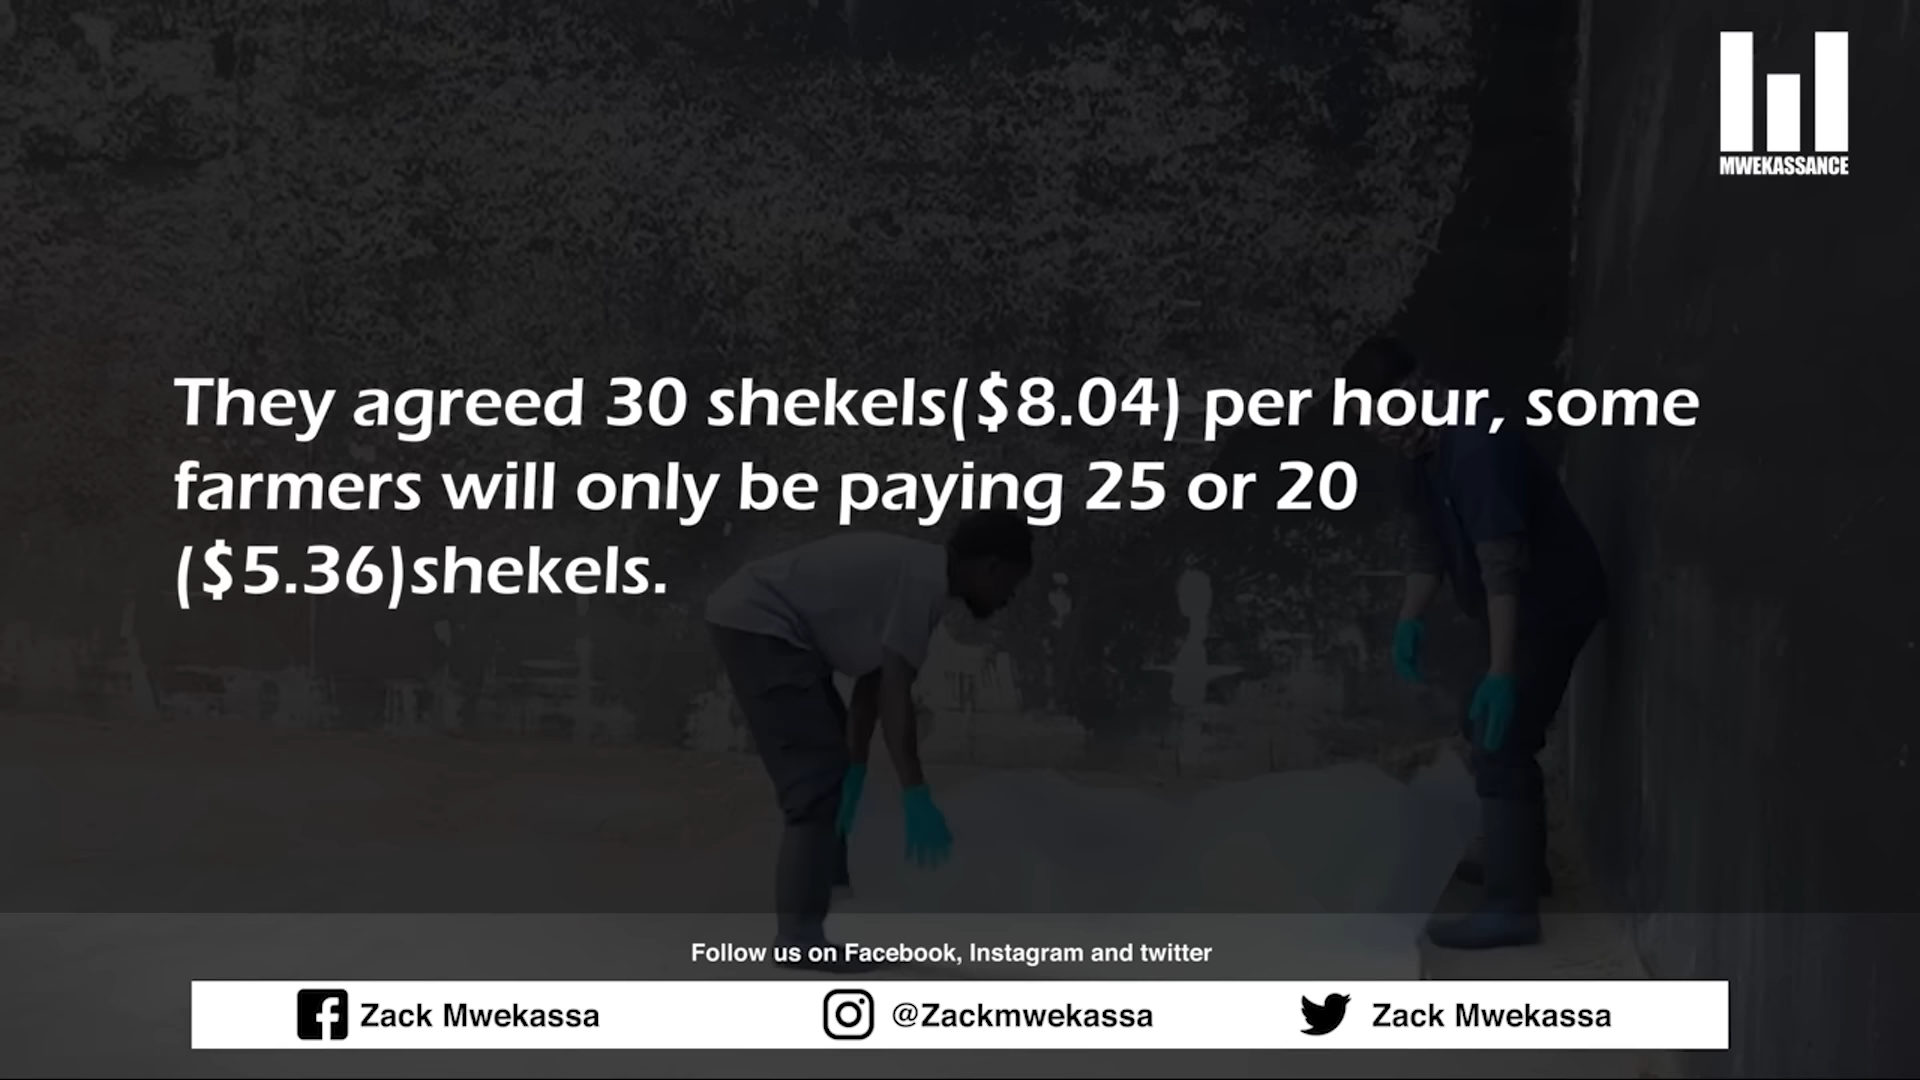 MWEKASSANCE
They agreed 30 shekels($8.04) per hour, some
farmers will only be paying 25 or 20
($5.36)shekels.
Follow us on Facebook, Instagram and twitter
Zack Mwekassa
@Zackmwekassa
Zack Mwekassa